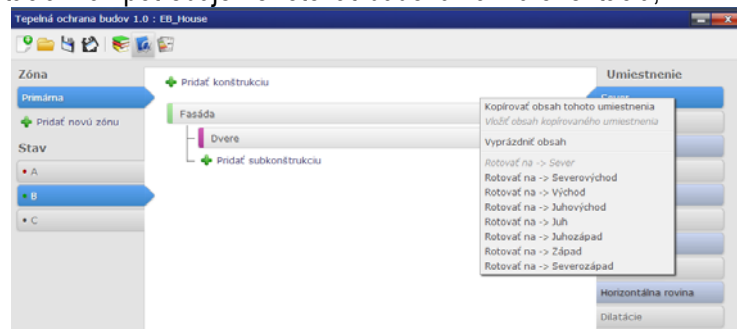 Tepelná ochrana budov 1.0 : EB_House
Zóna
Primárna
Pridať novú zónu
Stav
A
B
C
Pridať konštrukciu
Fasáda
Dvere
Pridať subkonštrukciu
Umiestnenie
Kopírovať obsah tohoto umiestnenia
Vložiť obsah kopírovaného umiestnenia
Vyprázdniť obsah
Rotovať na -> Sever
Rotovať na -> Severovýchod
Rotovať na -> Východ
Rotovať na -> Juhovýchod
Rotovať na -> Juh
Rotovať na -> Juhozápad
Rotovať na -> Západ
Rotovať na -> Severozápad
Horizontálna rovina
Dilatácie